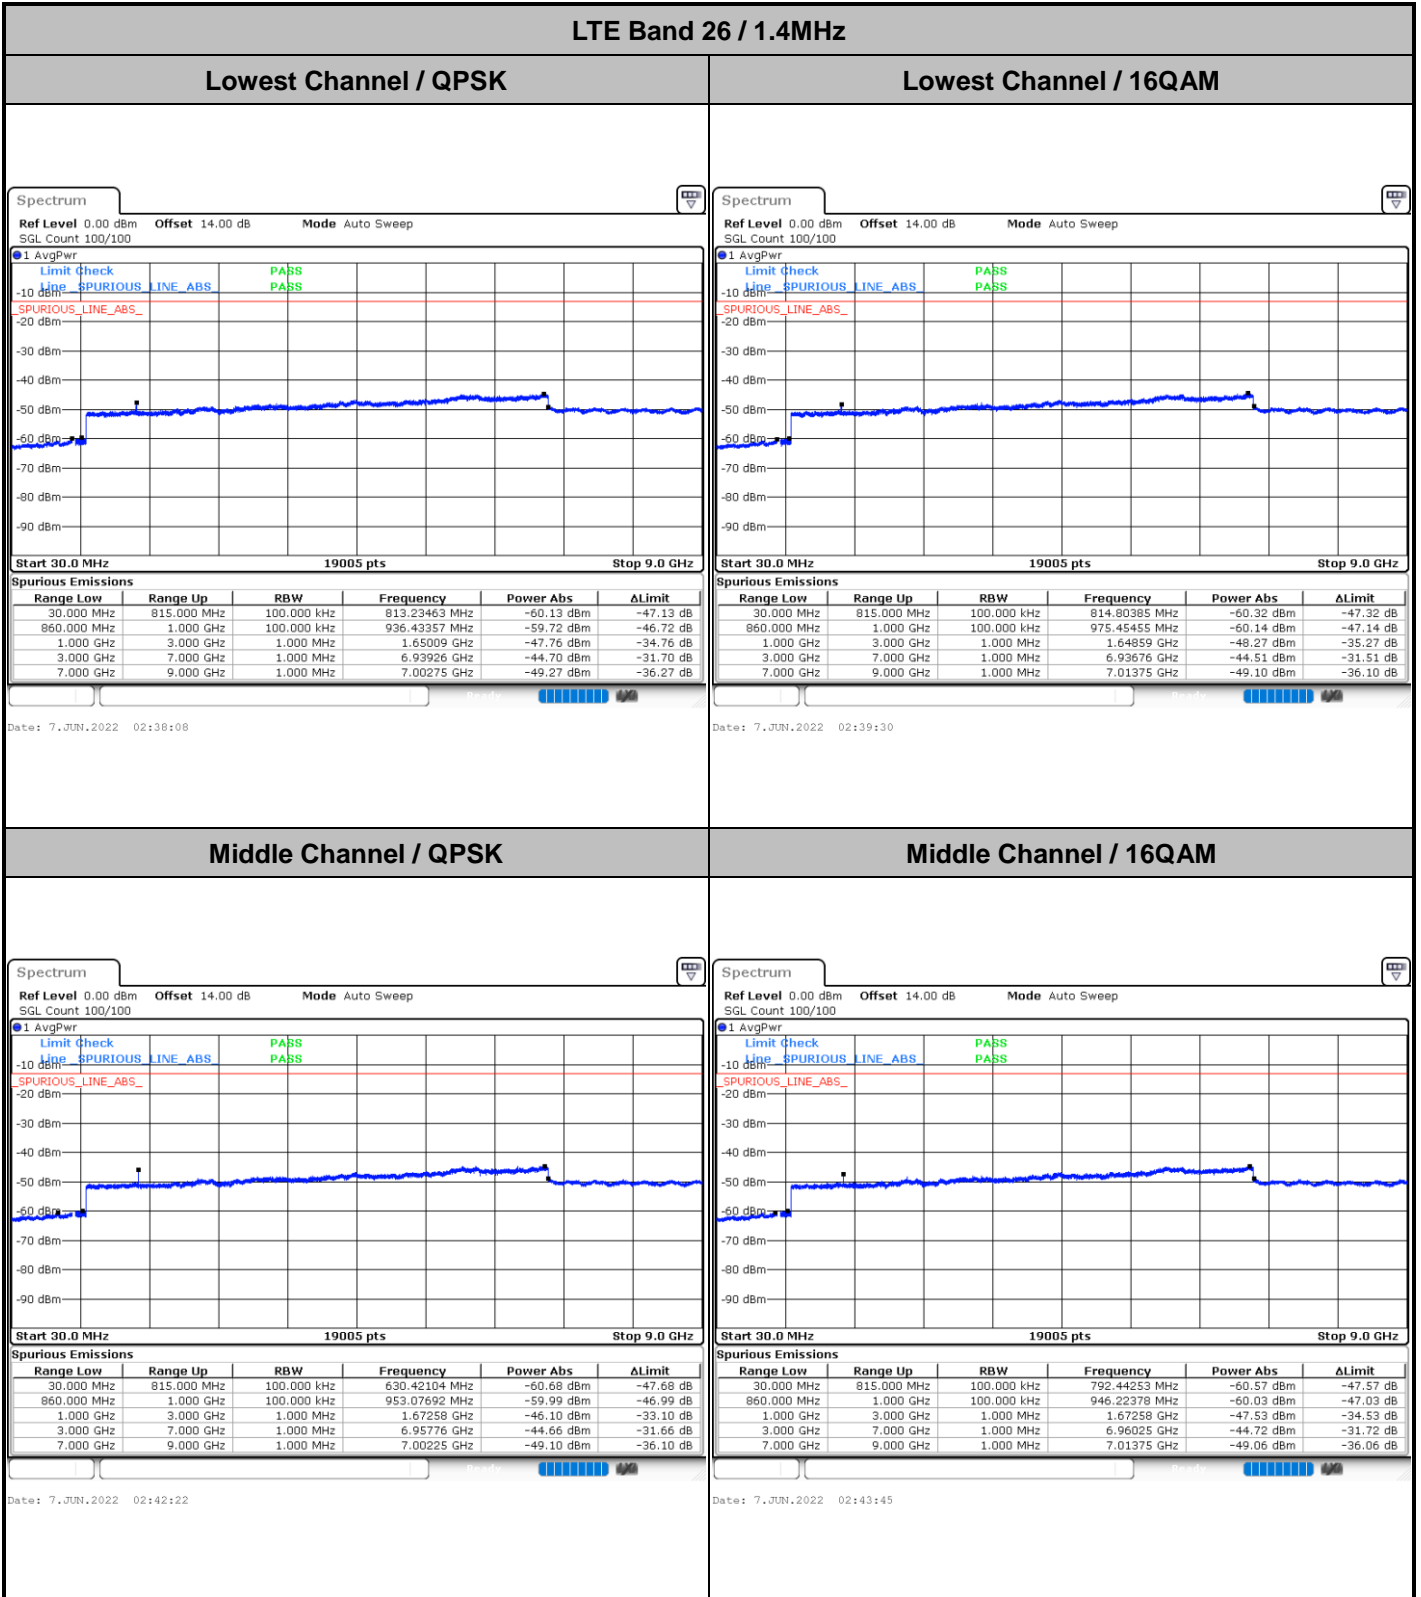 LTE Band 26 / 1.4MHz
Lowest Channel / QPSK
Lowest Channel / 16QAM
Spectrum
Ref Level 0.00 dBm Offset 14.00 dB Mode Auto Sweep
SGL Count 100/100
1 AvgPwr
Limit Check PASS
Line _SPURIOUS_LINE_ABS_ PASS
-10 dBm
_SPURIOUS_LINE_ABS_
-20 dBm
-30 dBm
-40 dBm
-50 dBm
-60 dBm
-70 dBm
-80 dBm
-90 dBm
Start 30.0 MHz 19005 pts Stop 9.0 GHz
Spurious Emissions
Range Low Range Up RBW Frequency Power Abs ΔLimit
30.000 MHz 815.000 MHz 100.000 kHz 813.23463 MHz -60.13 dBm -47.13 dB
860.000 MHz 1.000 GHz 100.000 kHz 936.43357 MHz -59.72 dBm -46.72 dB
1.000 GHz 3.000 GHz 1.000 MHz 1.65009 GHz -47.76 dBm -34.76 dB
3.000 GHz 7.000 GHz 1.000 MHz 6.93926 GHz -44.70 dBm -31.70 dB
7.000 GHz 9.000 GHz 1.000 MHz 7.00275 GHz -49.27 dBm -36.27 dB
Ready
Date: 7.JUN.2022 02:38:08
Spectrum
Ref Level 0.00 dBm Offset 14.00 dB Mode Auto Sweep
SGL Count 100/100
1 AvgPwr
Limit Check PASS
Line _SPURIOUS_LINE_ABS_ PASS
-10 dBm
_SPURIOUS_LINE_ABS_
-20 dBm
-30 dBm
-40 dBm
-50 dBm
-60 dBm
-70 dBm
-80 dBm
-90 dBm
Start 30.0 MHz 19005 pts Stop 9.0 GHz
Spurious Emissions
Range Low Range Up RBW Frequency Power Abs ΔLimit
30.000 MHz 815.000 MHz 100.000 kHz 814.80385 MHz -60.32 dBm -47.32 dB
860.000 MHz 1.000 GHz 100.000 kHz 975.45455 MHz -60.14 dBm -47.14 dB
1.000 GHz 3.000 GHz 1.000 MHz 1.64859 GHz -48.27 dBm -35.27 dB
3.000 GHz 7.000 GHz 1.000 MHz 6.93676 GHz -44.51 dBm -31.51 dB
7.000 GHz 9.000 GHz 1.000 MHz 7.01375 GHz -49.10 dBm -36.10 dB
Ready
Date: 7.JUN.2022 02:39:30
Middle Channel / QPSK
Middle Channel / 16QAM
Spectrum
Ref Level 0.00 dBm Offset 14.00 dB Mode Auto Sweep
SGL Count 100/100
1 AvgPwr
Limit Check PASS
Line _SPURIOUS_LINE_ABS_ PASS
-10 dBm
_SPURIOUS_LINE_ABS_
-20 dBm
-30 dBm
-40 dBm
-50 dBm
-60 dBm
-70 dBm
-80 dBm
-90 dBm
Start 30.0 MHz 19005 pts Stop 9.0 GHz
Spurious Emissions
Range Low Range Up RBW Frequency Power Abs ΔLimit
30.000 MHz 815.000 MHz 100.000 kHz 630.42104 MHz -60.68 dBm -47.68 dB
860.000 MHz 1.000 GHz 100.000 kHz 953.07692 MHz -59.99 dBm -46.99 dB
1.000 GHz 3.000 GHz 1.000 MHz 1.67258 GHz -46.10 dBm -33.10 dB
3.000 GHz 7.000 GHz 1.000 MHz 6.95776 GHz -44.66 dBm -31.66 dB
7.000 GHz 9.000 GHz 1.000 MHz 7.00225 GHz -49.10 dBm -36.10 dB
Ready
Date: 7.JUN.2022 02:42:22
Spectrum
Ref Level 0.00 dBm Offset 14.00 dB Mode Auto Sweep
SGL Count 100/100
1 AvgPwr
Limit Check PASS
Line _SPURIOUS_LINE_ABS_ PASS
-10 dBm
_SPURIOUS_LINE_ABS_
-20 dBm
-30 dBm
-40 dBm
-50 dBm
-60 dBm
-70 dBm
-80 dBm
-90 dBm
Start 30.0 MHz 19005 pts Stop 9.0 GHz
Spurious Emissions
Range Low Range Up RBW Frequency Power Abs ΔLimit
30.000 MHz 815.000 MHz 100.000 kHz 792.44253 MHz -60.57 dBm -47.57 dB
860.000 MHz 1.000 GHz 100.000 kHz 946.22378 MHz -60.03 dBm -47.03 dB
1.000 GHz 3.000 GHz 1.000 MHz 1.67258 GHz -47.53 dBm -34.53 dB
3.000 GHz 7.000 GHz 1.000 MHz 6.96025 GHz -44.72 dBm -31.72 dB
7.000 GHz 9.000 GHz 1.000 MHz 7.01375 GHz -49.06 dBm -36.06 dB
Ready
Date: 7.JUN.2022 02:43:45